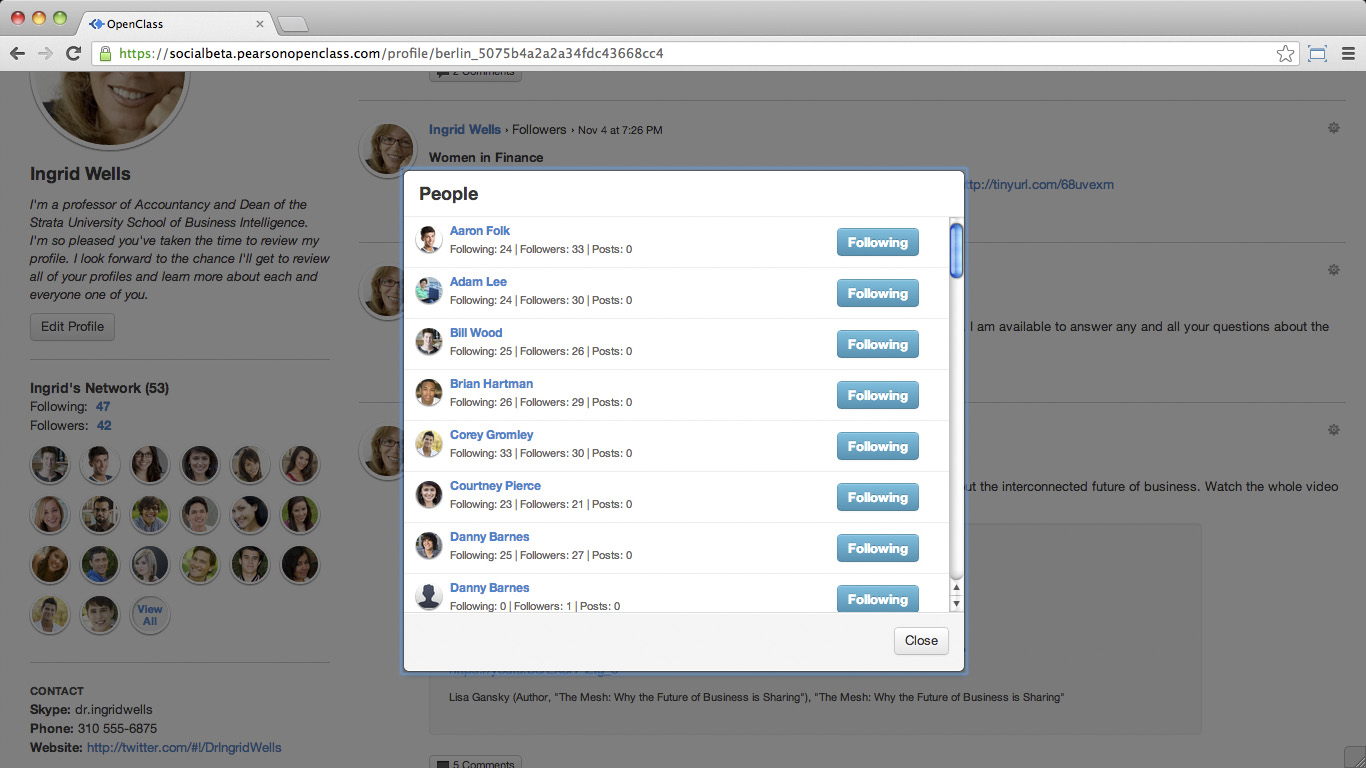 OpenClass
https://socialbeta.pearsonopenclass.com/profile/berlin_5075b4a2a2a34fdc43668cc4
2 Comments
Ingrid Wells
I'm a professor of Accountancy and Dean of the
Strata University School of Business Intelligence.
I'm so pleased you've taken the time to review my
profile. I look forward to the chance I'll get to review
all of your profiles and learn more about each and
everyone one of you.
Edit Profile
Ingrid's Network (53)
Following: 47
Followers: 42
View
All
CONTACT
Skype: dr.ingridwells
Phone: 310 555-6875
Website: http://twitter.com/#!/DrIngridWells
Ingrid Wells › Followers › Nov 4 at 7:26 PM
Women in Finance
ttp://tinyurl.com/68uvexm
I am available to answer any and all your questions about the
ut the interconnected future of business. Watch the whole video
People
Aaron Folk
Following: 24 | Followers: 33 | Posts: 0
Following
Adam Lee
Following: 24 | Followers: 30 | Posts: 0
Following
Bill Wood
Following: 25 | Followers: 26 | Posts: 0
Following
Brian Hartman
Following: 26 | Followers: 29 | Posts: 0
Following
Corey Gromley
Following: 33 | Followers: 30 | Posts: 0
Following
Courtney Pierce
Following: 23 | Followers: 21 | Posts: 0
Following
Danny Barnes
Following: 25 | Followers: 27 | Posts: 0
Following
Danny Barnes
Following: 0 | Followers: 1 | Posts: 0
Following
Close
Lisa Gansky (Author, "The Mesh: Why the Future of Business is Sharing"), "The Mesh: Why the Future of Business is Sharing"
5 Comments